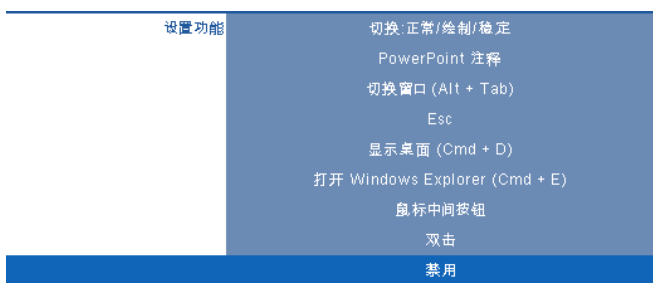 设置功能
切换:正常/绘制/稳定
PowerPoint 注释
切换窗口 (Alt + Tab)
Esc
显示桌面 (Cmd + D)
打开 Windows Explorer (Cmd + E)
鼠标中间按钮
双击
禁用